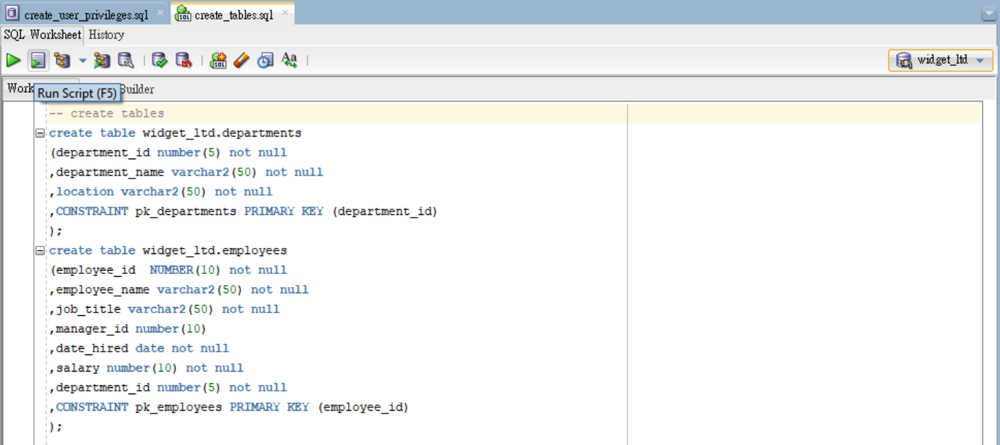 create_user_privileges.sql create_tables.sql
SQL Worksheet History
widget_ltd
Work Builder
Run Script (F5)
-- create tables
create table widget_ltd.departments
(department_id number(5) not null
,department_name varchar2(50) not null
,location varchar2(50) not null
,CONSTRAINT pk_departments PRIMARY KEY (department_id)
);
create table widget_ltd.employees
(employee_id  NUMBER(10) not null
,employee_name varchar2(50) not null
,job_title varchar2(50) not null
,manager_id number(10)
,date_hired date not null
,salary number(10) not null
,department_id number(5) not null
,CONSTRAINT pk_employees PRIMARY KEY (employee_id)
);